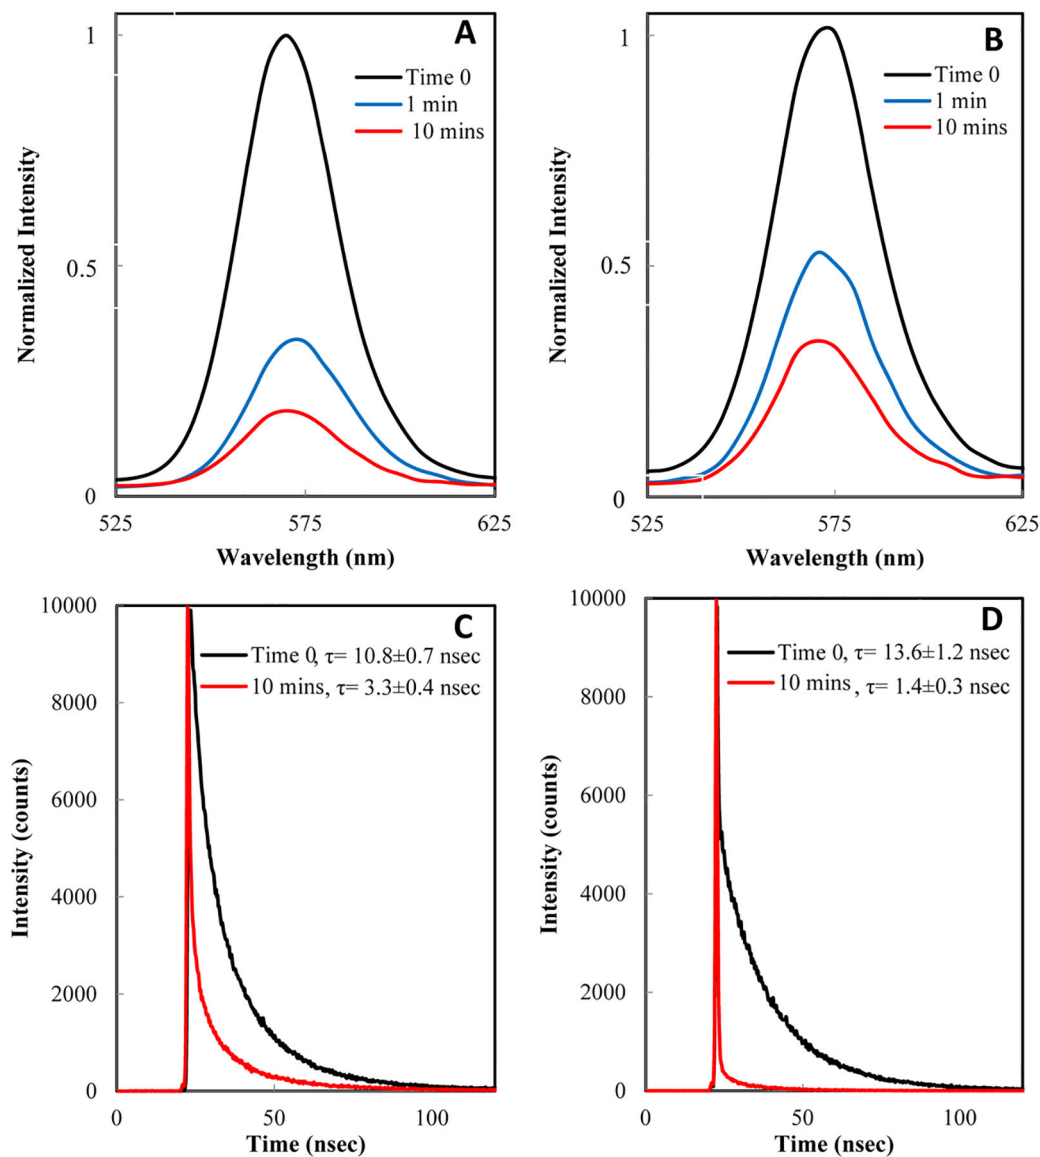 A
1
Time 0
1 min
10 mins
Normalized Intensity
0.5
0
525
575
625
Wavelength (nm)
B
1
Time 0
1 min
10 mins
Normalized Intensity
0.5
0
525
575
625
Wavelength (nm)
C
10000
Time 0, τ= 10.8±0.7 nsec
10 mins, τ= 3.3±0.4 nsec
8000
6000
Intensity (counts)
4000
2000
0
0
50
100
Time (nsec)
D
10000
Time 0, τ= 13.6±1.2 nsec
10 mins , τ= 1.4±0.3 nsec
8000
6000
Intensity (counts)
4000
2000
0
0
50
100
Time (nsec)